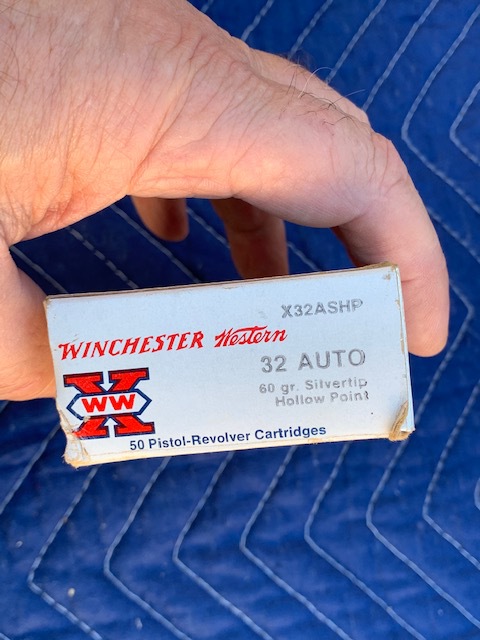 X32ASHP
WINCHESTER Western
32 AUTO
60 gr. Silvertip
Hollow Point
X
WW
50 Pistol-Revolver Cartridges